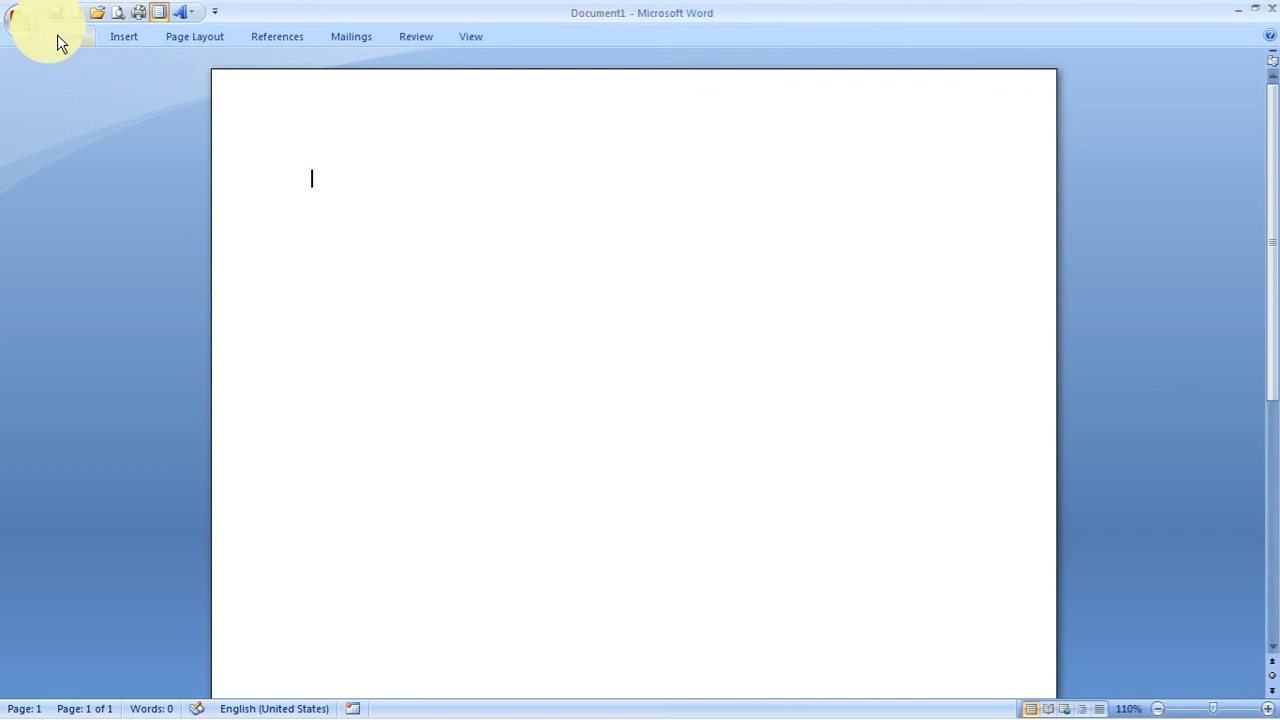 Document1 - Microsoft Word
Insert Page Layout References Mailings Review View
Page: 1 Page: 1 of 1 Words: 0 English (United States) 110%